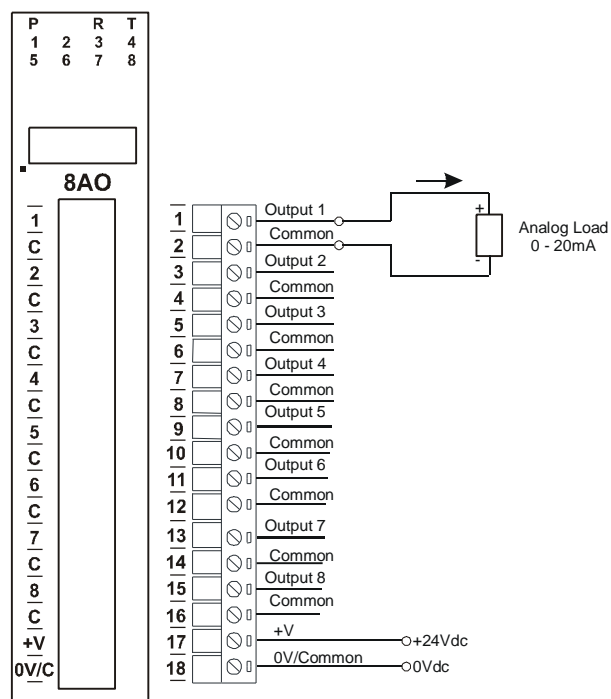 P R T
1 2 3 4
5 6 7 8
8AO
1
C
2
C
3
C
4
C
5
C
6
C
7
C
8
C
+V
0V/C
1 Output 1
2 Common
3 Output 2
4 Common
5 Output 3
6 Common
7 Output 4
8 Common
9 Output 5
10 Common
11 Output 6
12 Common
13 Output 7
14 Common
15 Output 8
16 Common
17 +V +24Vdc
18 0V/Common 0Vdc
+
-
Analog Load
0 - 20mA